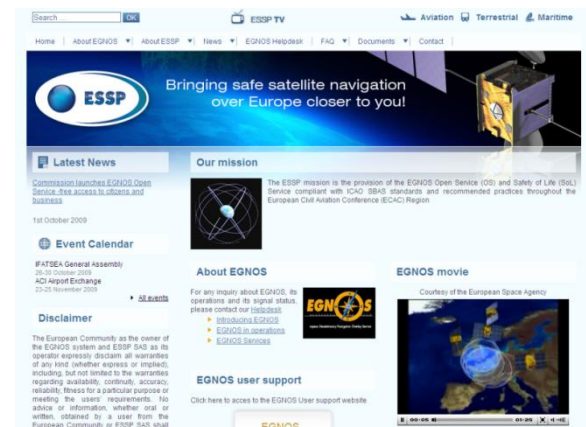 Search ... OK ESSP TV Aviation Terrestrial Maritime
Home About EGNOS About ESSP News EGNOS Helpdesk FAQ Documents Contact
ESSP
Bringing safe satellite navigation
over Europe closer to you!
Latest News
Commission launches EGNOS Open
Service -free access to citizens and
business
1st October 2009
Event Calendar
IFATSEA General Assembly
26-30 October 2009
ACI Airport Exchange
23-25 November 2009
All events
Disclaimer
The European Community as the owner of
the EGNOS system and ESSP SAS as its
operator expressly disclaim all warranties
of any kind (whether express or implied),
including, but not limited to the warranties
regarding availability, continuity, accuracy,
reliability, fitness for a particular purpose or
meeting the users' requirements. No
advice or information, whether oral or
written, obtained by a user from the
European Community or ESSP SAS shall
Our mission
The ESSP mission is the provision of the EGNOS Open Service (OS) and Safety of Life (SoL)
Service compliant with ICAO SBAS standards and recommended practices throughout the
European Civil Aviation Conference (ECAC) Region
About EGNOS
For any inquiry about EGNOS, its
operations and its signal status,
please contact our Helpdesk
Introducing EGNOS
EGNOS in operations
EGNOS Services
EGNOS
EGNOS user support
Click here to acces to the EGNOS User support website
EGNOS
EGNOS movie
Courtesy of the European Space Agency
00:05 01:25